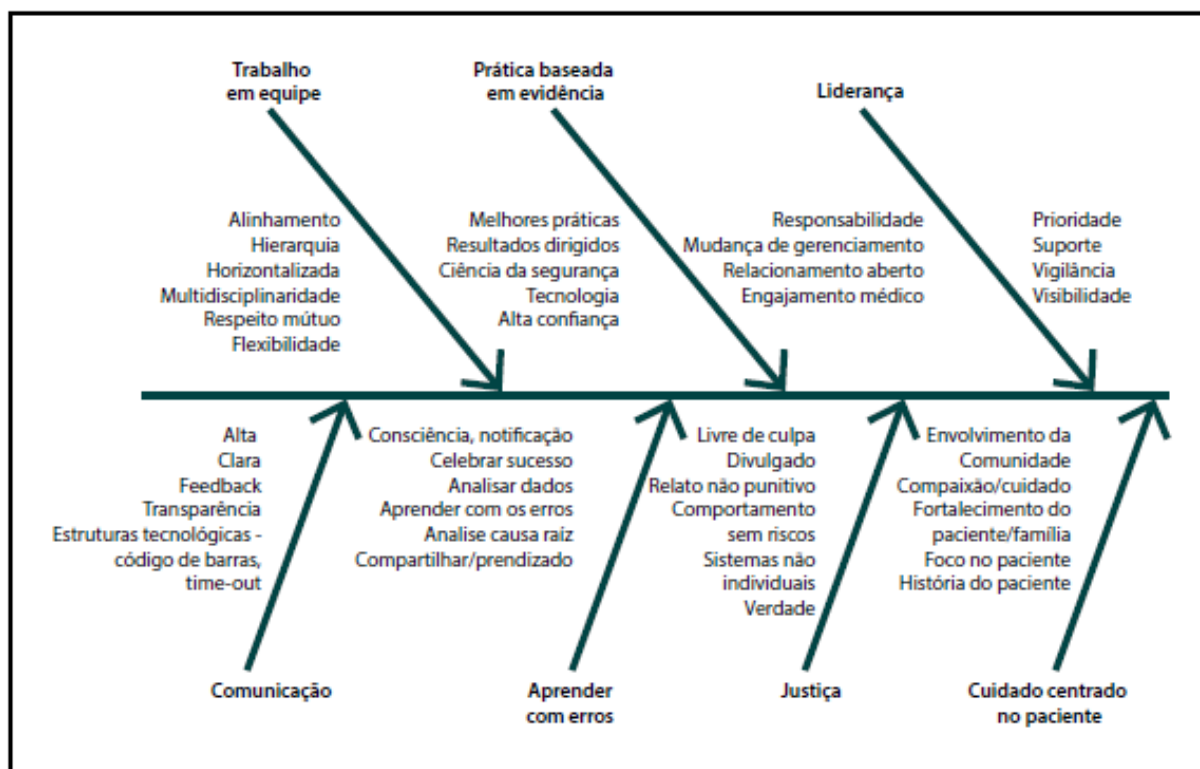 Trabalho
em equipe
Prática baseada
em evidência
Liderança
Alinhamento
Hierarquia
Horizontalizada
Multidisciplinaridade
Respeito mútuo
Flexibilidade
Melhores práticas
Resultados dirigidos
Ciência da segurança
Tecnologia
Alta confiança
Responsabilidade
Mudança de gerenciamento
Relacionamento aberto
Engajamento médico
Prioridade
Suporte
Vigilância
Visibilidade
Alta
Clara
Feedback
Transparência
Estruturas tecnológicas -
código de barras,
time-out
Consciência, notificação
Celebrar sucesso
Analisar dados
Aprender com os erros
Analise causa raíz
Compartilhar/prendizado
Livre de culpa
Divulgado
Relato não punitivo
Comportamento
sem riscos
Sistemas não
individuais
Verdade
Envolvimento da
Comunidade
Compaixão/cuidado
Fortalecimento do
paciente/família
Foco no paciente
História do paciente
Comunicação
Aprender
com erros
Justiça
Cuidado centrado
no paciente